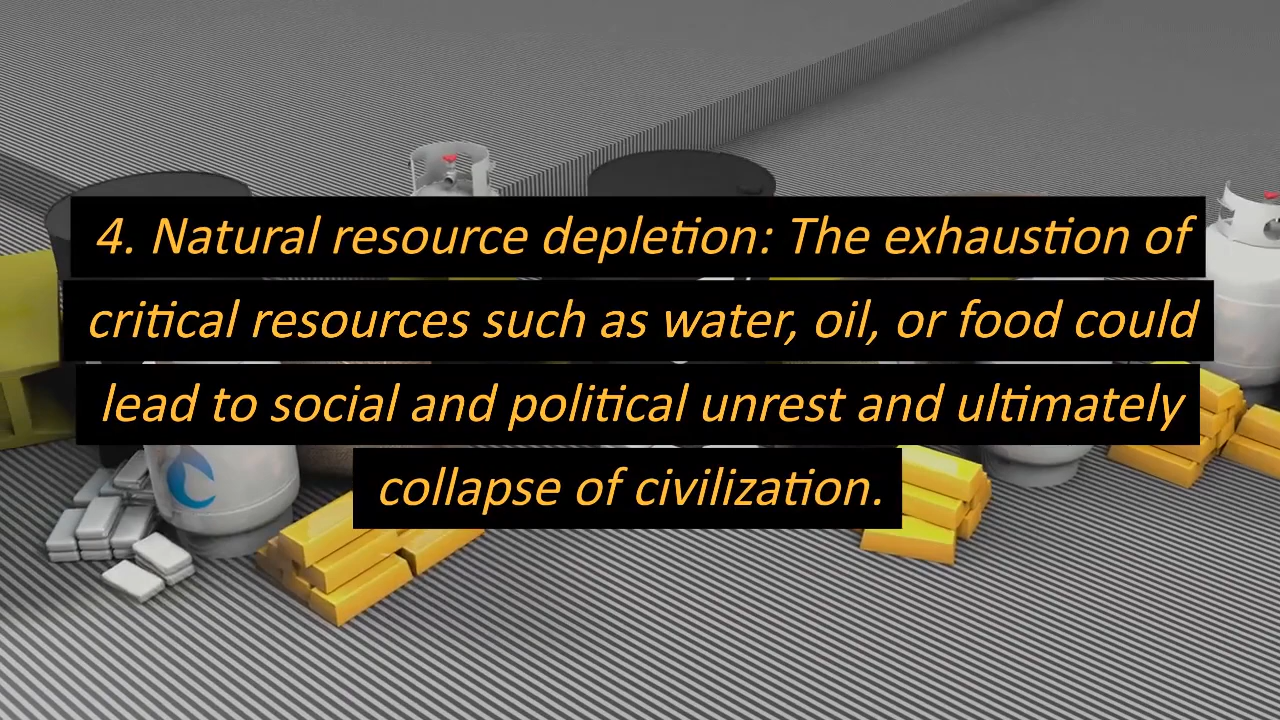 4. Natural resource depletion: The exhaustion of
critical resources such as water, oil, or food could
lead to social and political unrest and ultimately
collapse of civilization.